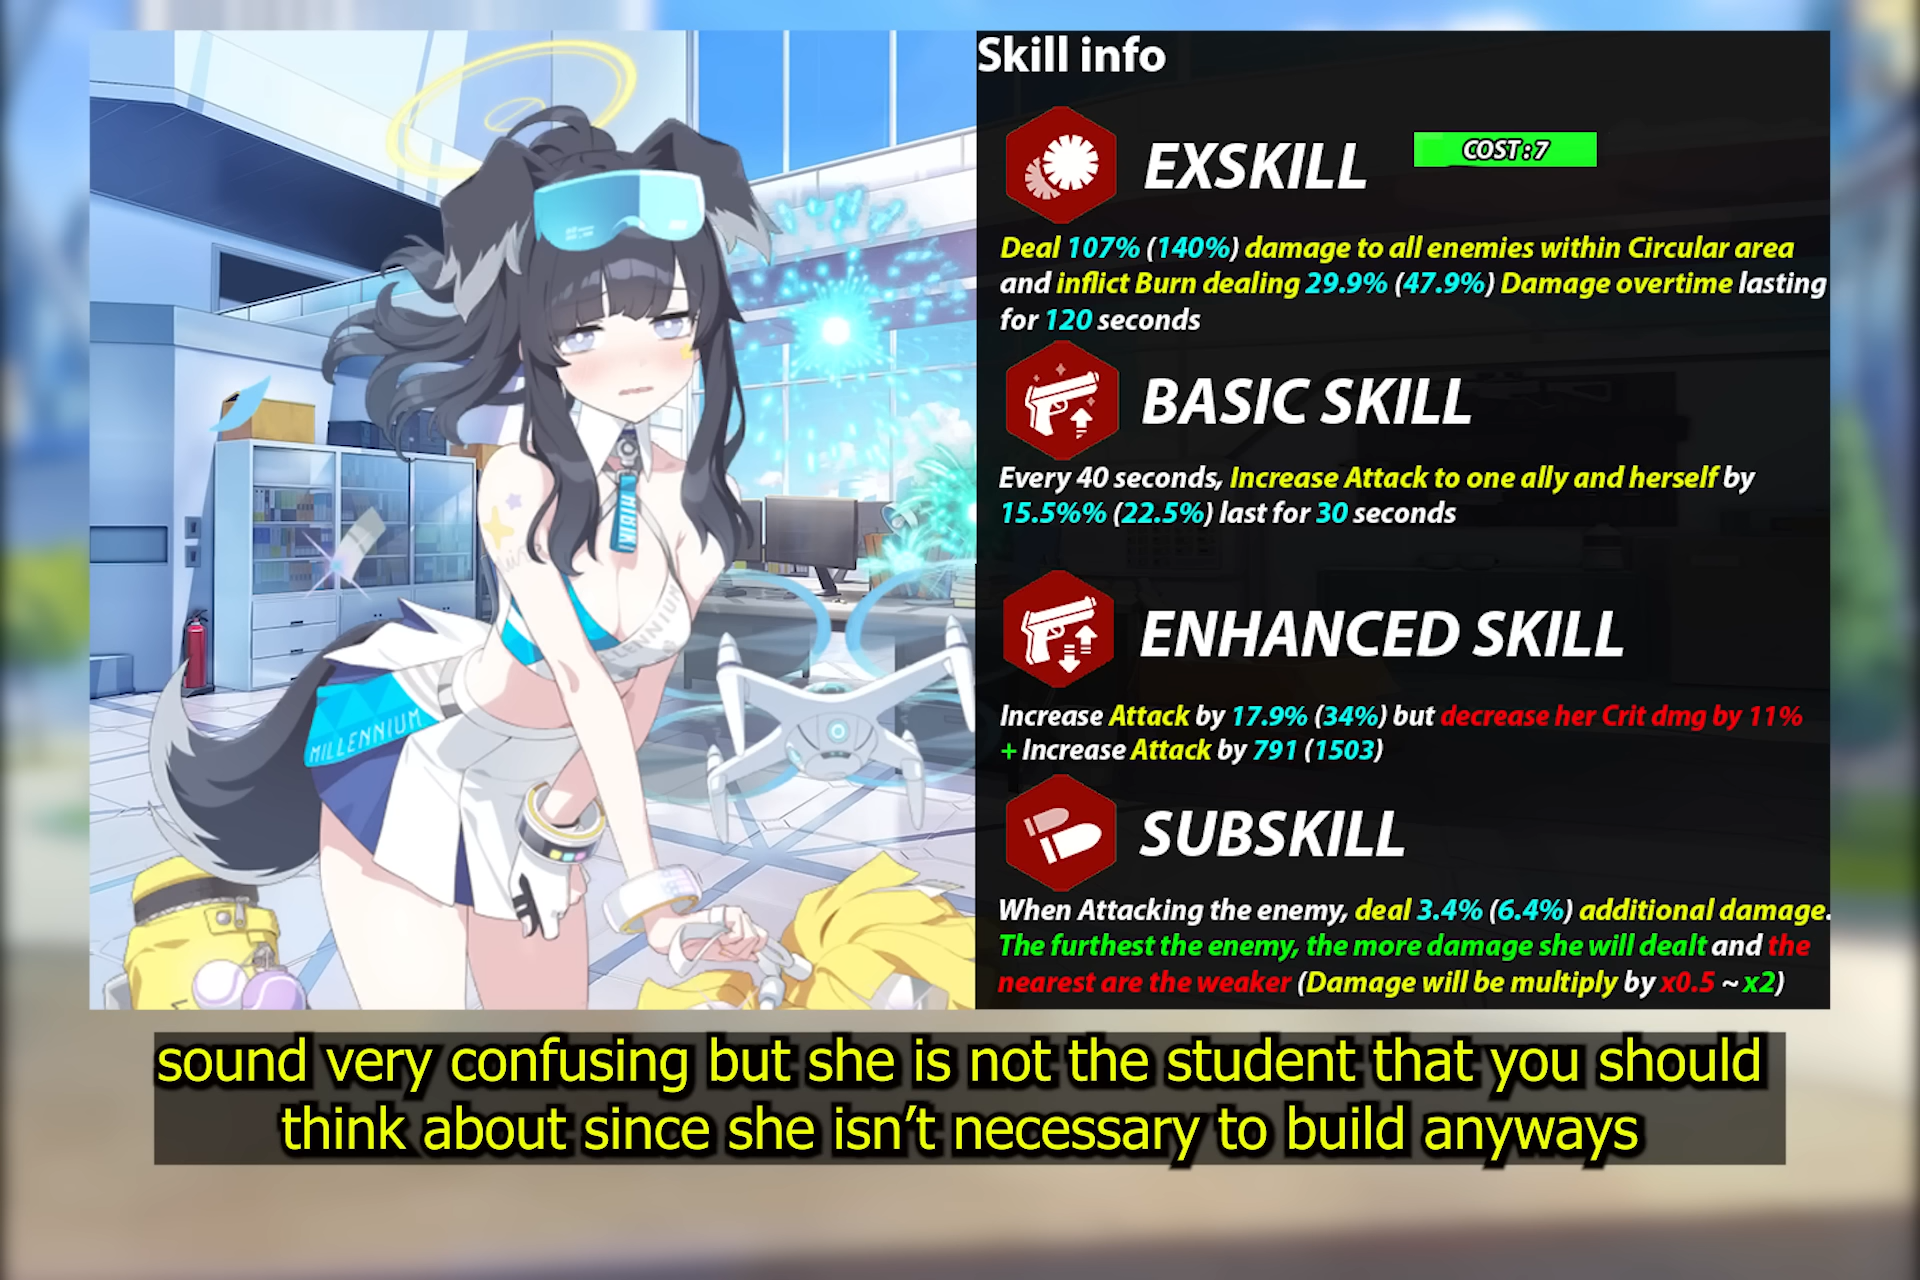 Skill info
EXSKILL
COST : 7
Deal 107% (140%) damage to all enemies within Circular area
and inflict Burn dealing 29.9% (47.9%) Damage overtime lasting
for 120 seconds
BASIC SKILL
Every 40 seconds, Increase Attack to one ally and herself by
15.5%% (22.5%) last for 30 seconds
ENHANCED SKILL
Increase Attack by 17.9% (34%) but decrease her Crit dmg by 11%
+ Increase Attack by 791 (1503)
SUBSKILL
When Attacking the enemy, deal 3.4% (6.4%) additional damage.
The furthest the enemy, the more damage she will dealt and the
nearest are the weaker (Damage will be multiply by x0.5 ~ x2)
HIBIKI
MILLENNIUM
sound very confusing but she is not the student that you should
think about since she isn't necessary to build anyways